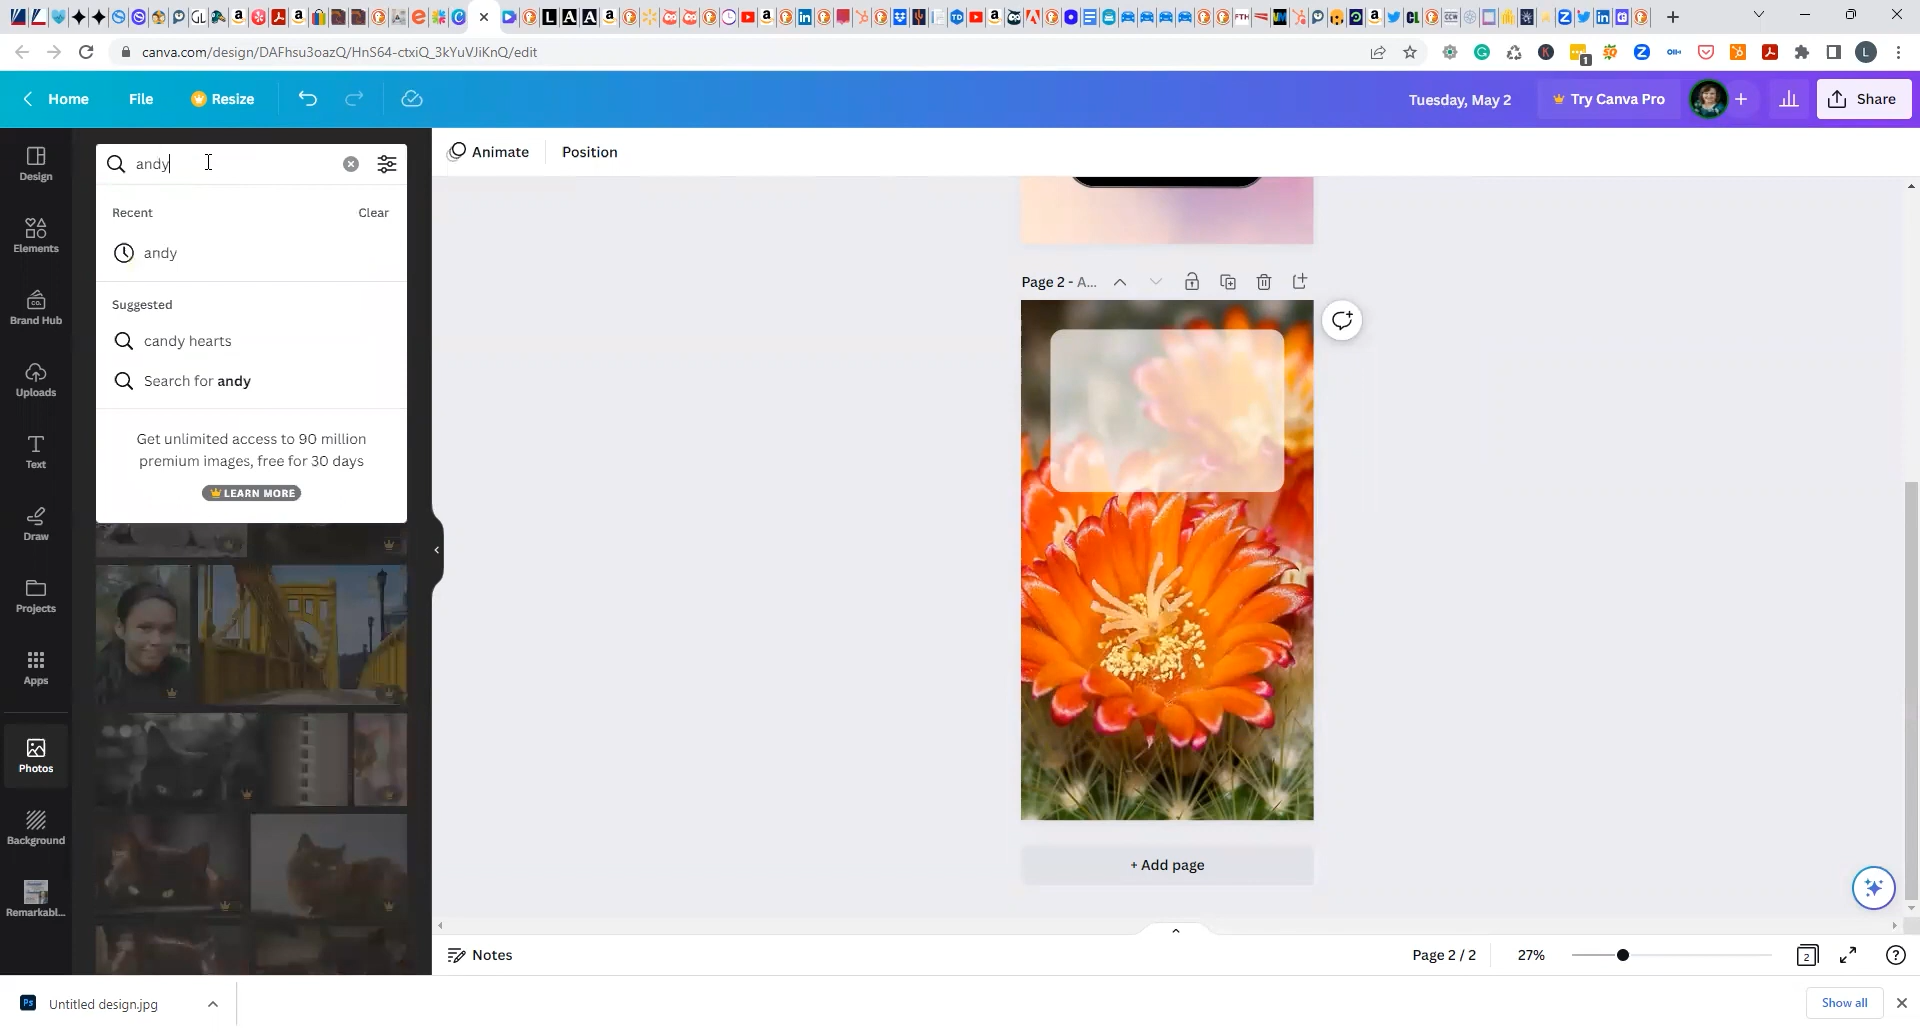 canva.com/design/DAFhsu3oazQ/HnS64-ctxiQ_3kYuVJiKnQ/edit
1
L
Home
File
Resize
Tuesday, May 2
Try Canva Pro
+
Share
Design
Elements
Brand Hub
Uploads
Text
Draw
Projects
Apps
Photos
Background
Remarkabl...
andy
Recent
Clear
andy
Suggested
candy hearts
Search for andy
Get unlimited access to 90 million
premium images, free for 30 days
LEARN MORE
Animate
Position
Page 2 - A...
+ Add page
Notes
Page 2 / 2
27%
2
Untitled design.jpg
Show all